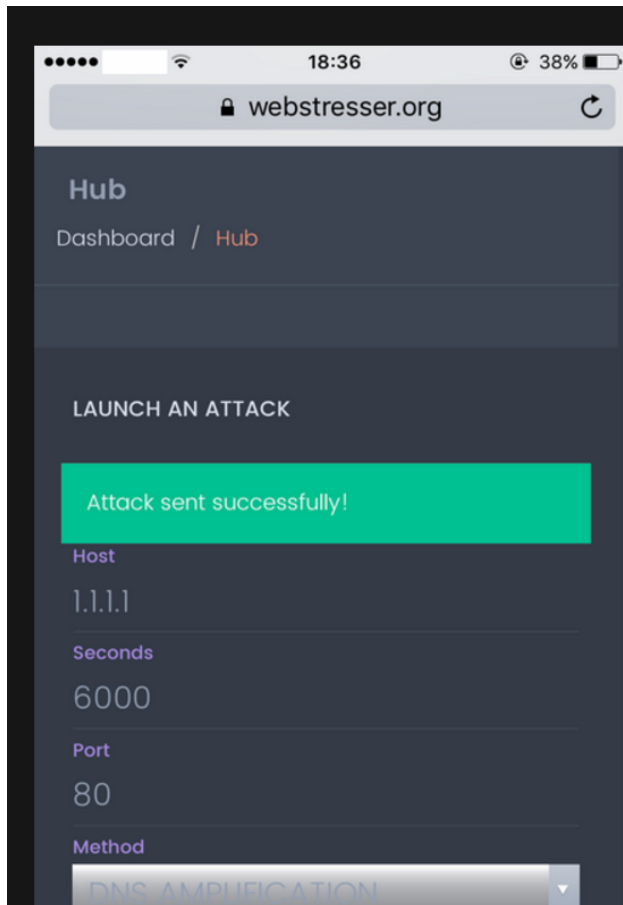 18:36
38%
webstresser.org
Hub
Dashboard / Hub
LAUNCH AN ATTACK
Attack sent successfully!
Host
1.1.1.1
Seconds
6000
Port
80
Method
DNS AMPLIFICATION